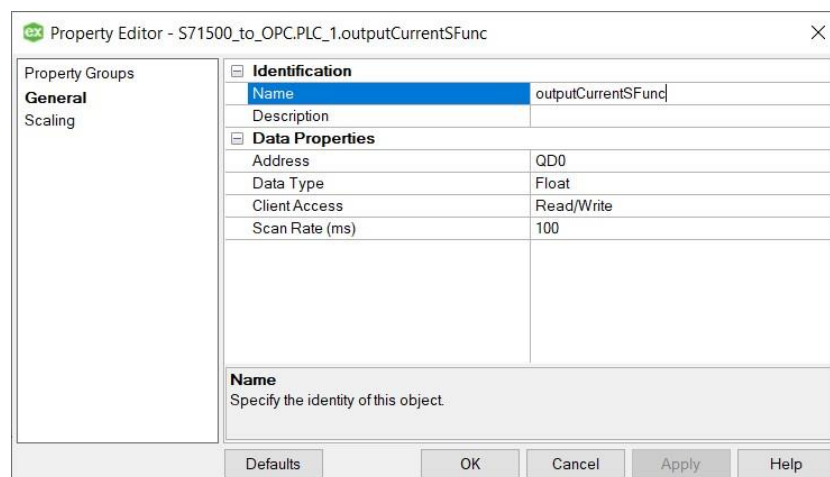 ex Property Editor - S71500_to_OPC.PLC_1.outputCurrentSFunc
Property Groups
General
Scaling
Identification
Name outputCurrentSFunc
Description
Data Properties
Address QD0
Data Type Float
Client Access Read/Write
Scan Rate (ms) 100
Name
Specify the identity of this object.
Defaults OK Cancel Apply Help